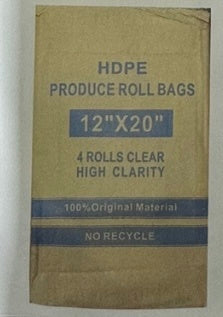 HDPE
PRODUCE ROLL BAGS
12"X20"
4 ROLLS CLEAR
HIGH CLARITY
100%Original Material
NO RECYCLE